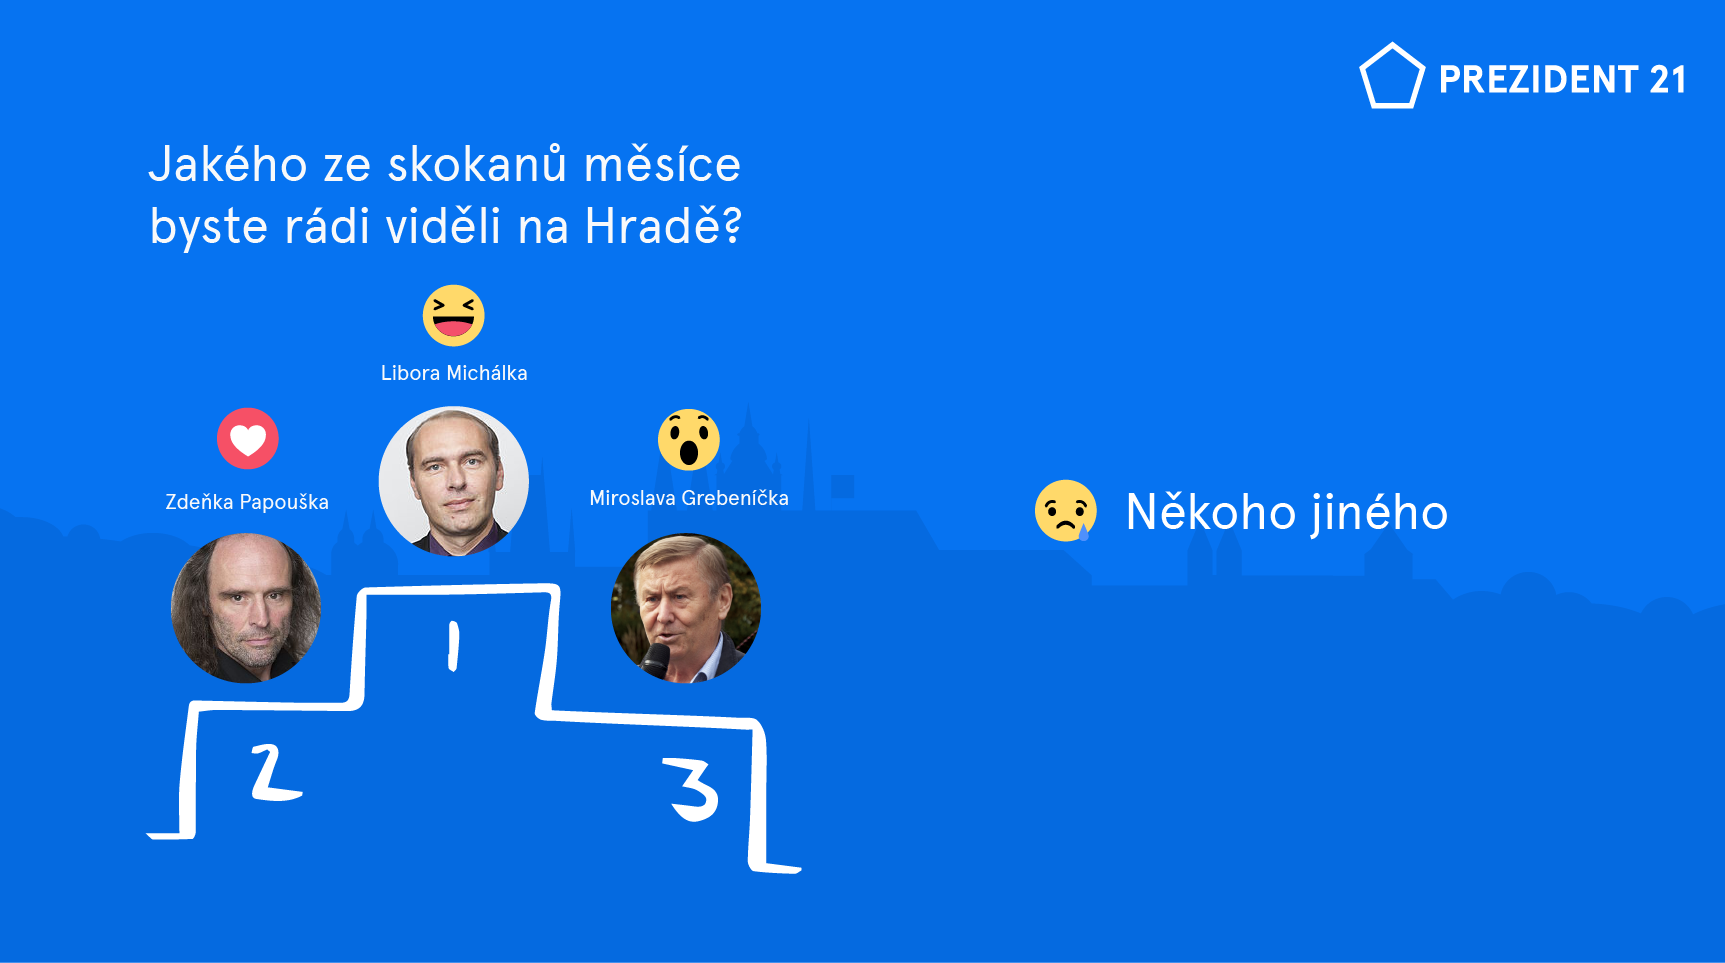 PREZIDENT 21
Jakého ze skokanů měsíce
byste rádi viděli na Hradě?
Libora Michálka
Zdeňka Papouška
Miroslava Grebeníčka
Někoho jiného
1
2
3